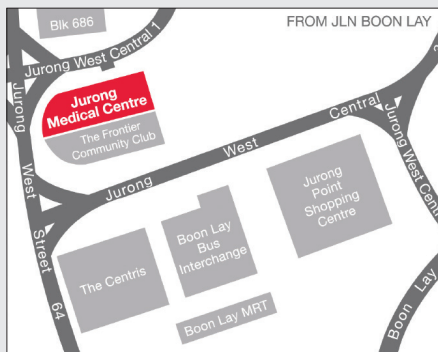 Blk 686
FROM JLN BOON LAY
Jurong West Central 1
Jurong
Medical Centre
The Frontier
Community Club
Jurong West Street 64
Jurong West Central
Jurong West Cent
Jurong
Point
Shopping
Centre
Boon Lay
Bus
Interchange
The Centris
Boon Lay MRT
Boon Lay